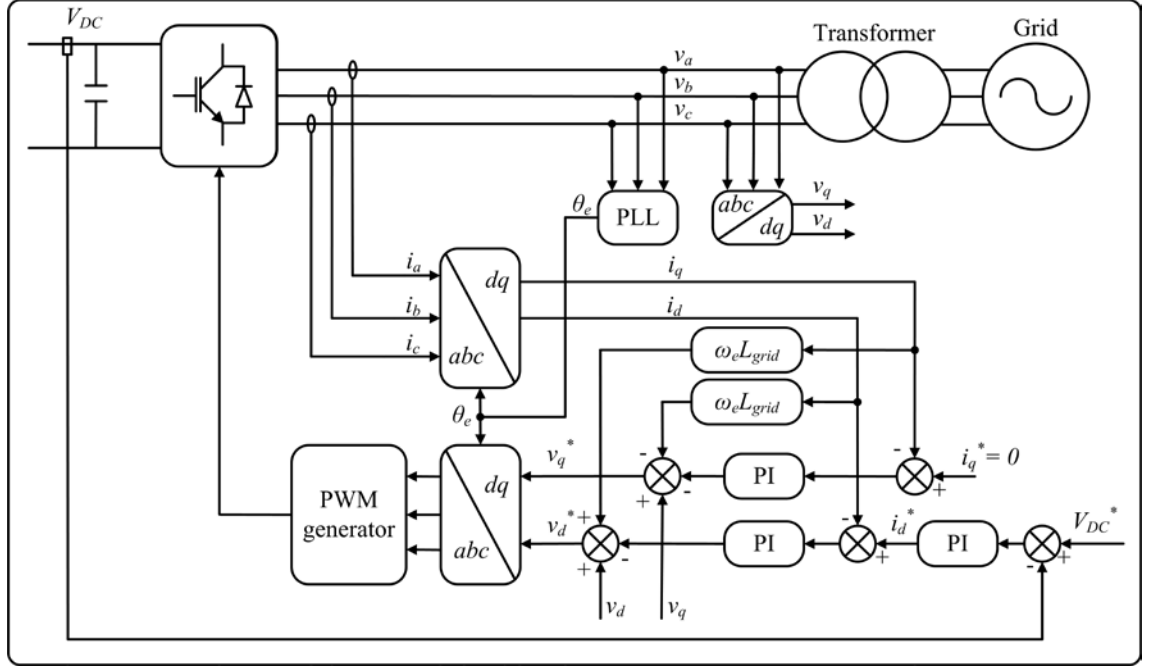 V_DC
Transformer
Grid
v_a
v_b
v_c
θ_e
PLL
abc
dq
v_q
v_d
i_a
i_b
i_c
dq
abc
i_q
i_d
ω_eL_grid
ω_eL_grid
θ_e
PWM
generator
dq
abc
v_q*
v_d*
-
+
-
PI
-
+
i_q* = 0
+
+
-
PI
-
+
i_d*
PI
-
+
V_DC*
v_d
v_q